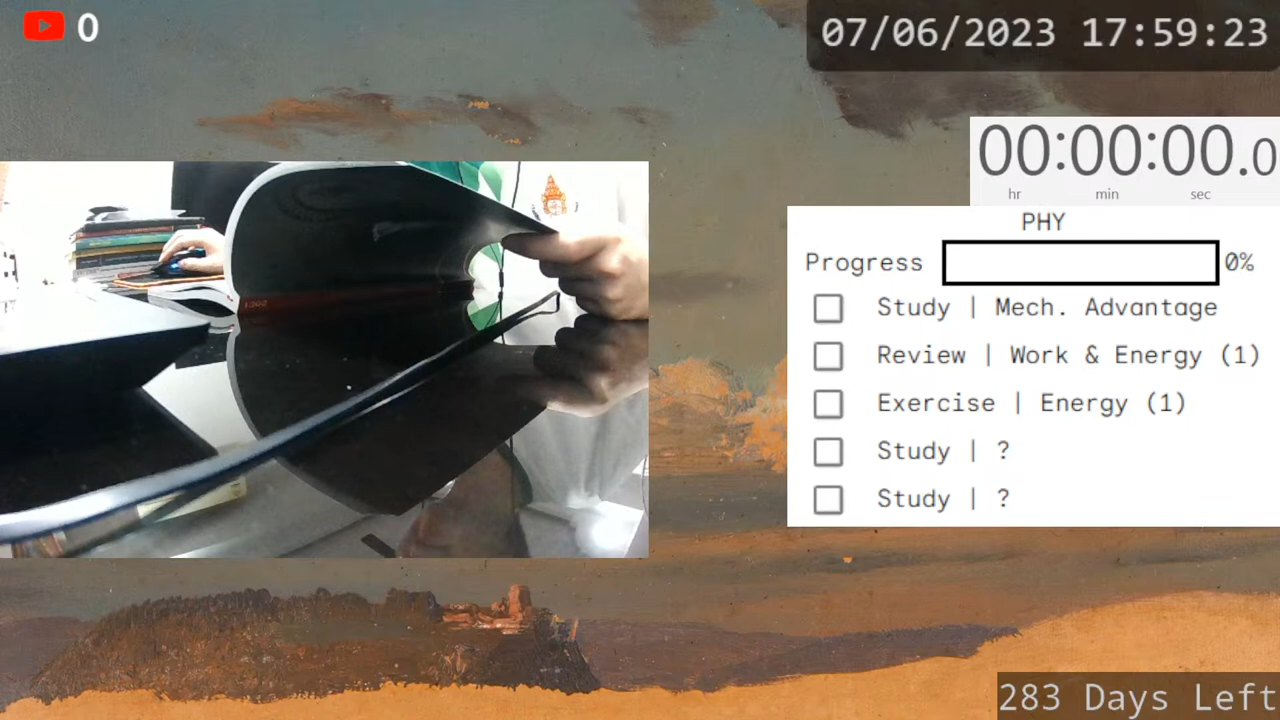 0
07/06/2023 17:59:23
00:00:00.0
hr min sec
PHY
Progress 0%
Study | Mech. Advantage
Review | Work & Energy (1)
Exercise | Energy (1)
Study | ?
Study | ?
283 Days Left